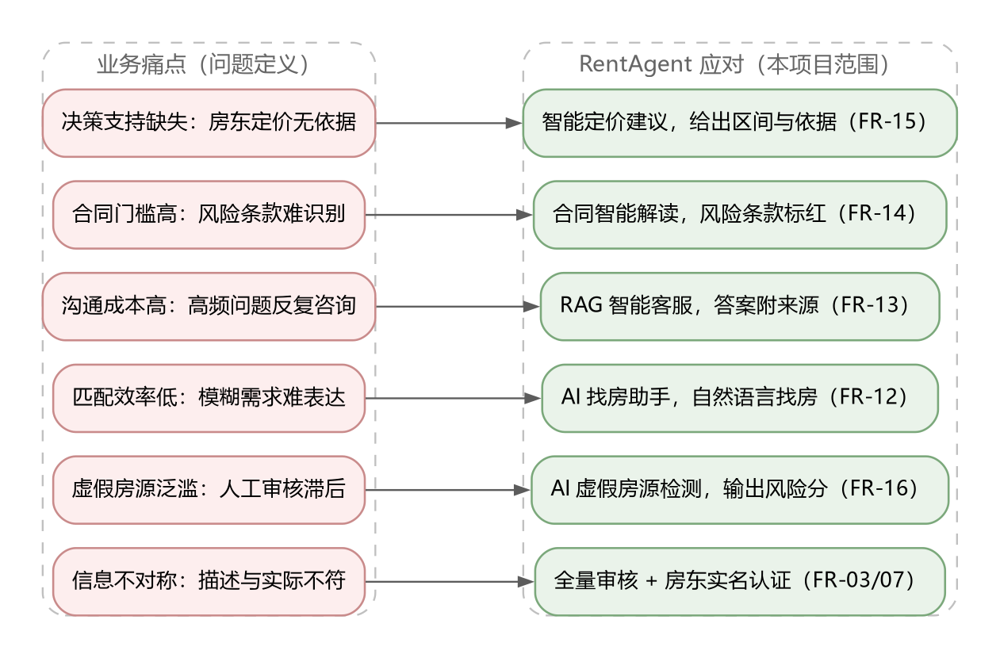 业务痛点（问题定义）
RentAgent 应对（本项目范围）
决策支持缺失：房东定价无依据
智能定价建议，给出区间与依据（FR-15）
合同门槛高：风险条款难识别
合同智能解读，风险条款标红（FR-14）
沟通成本高：高频问题反复咨询
RAG 智能客服，答案附来源（FR-13）
匹配效率低：模糊需求难表达
AI 找房助手，自然语言找房（FR-12）
虚假房源泛滥：人工审核滞后
AI 虚假房源检测，输出风险分（FR-16）
信息不对称：描述与实际不符
全量审核 + 房东实名认证（FR-03/07）